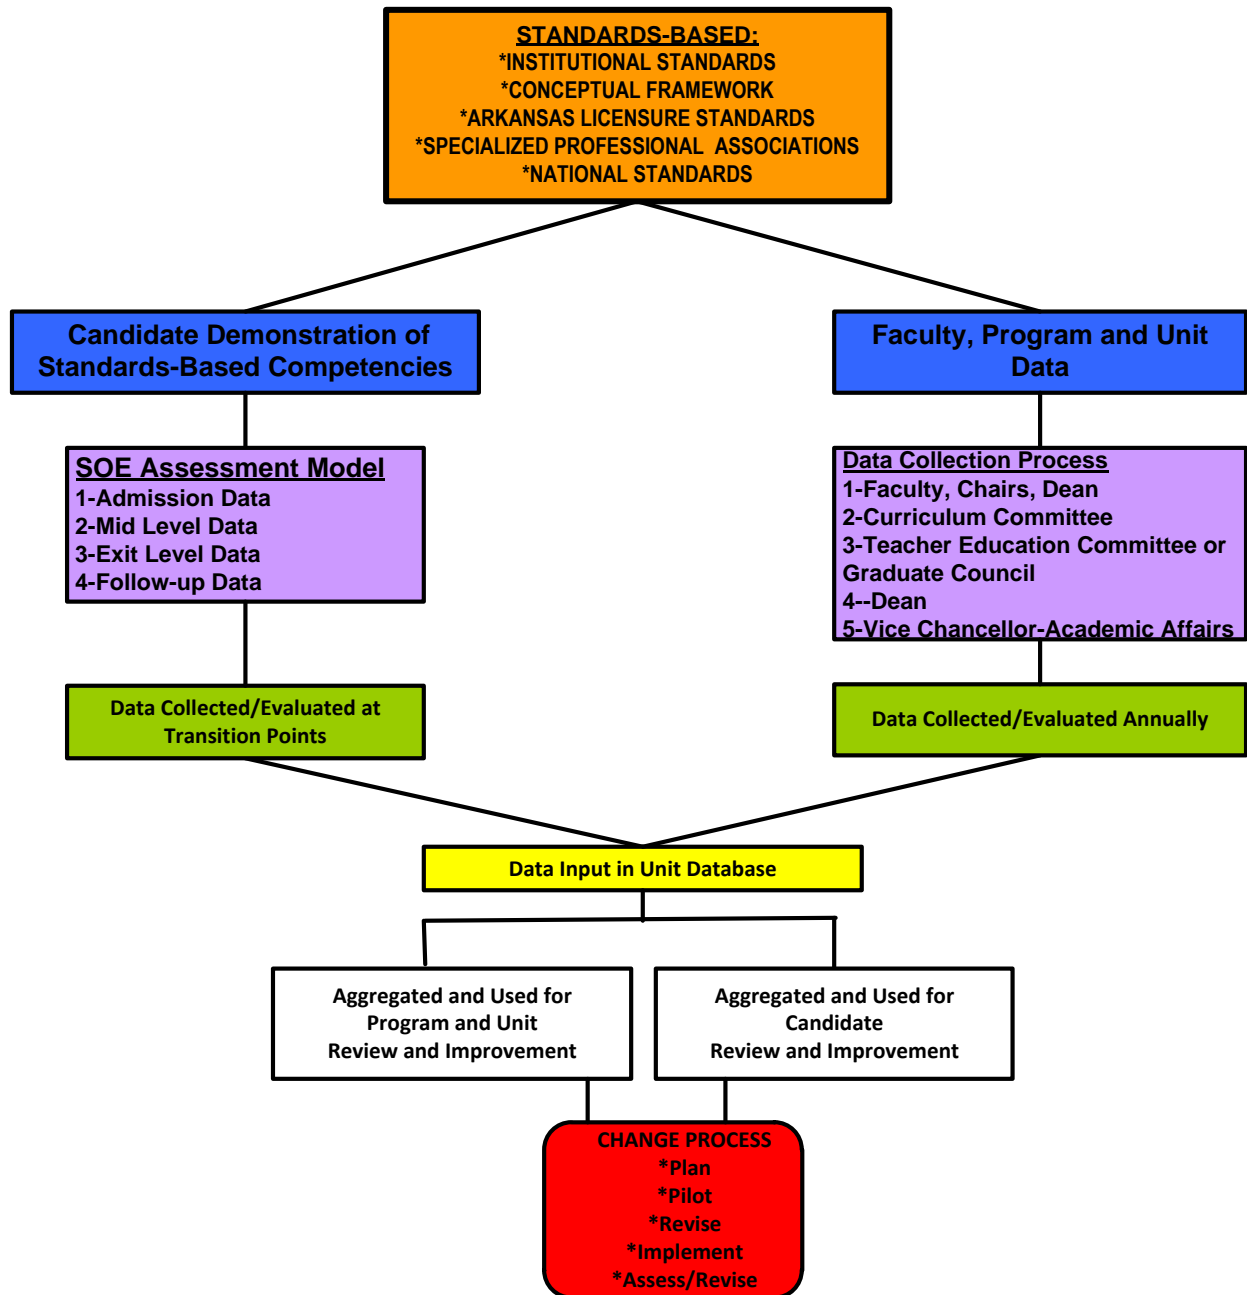 STANDARDS-BASED:
*INSTITUTIONAL STANDARDS
*CONCEPTUAL FRAMEWORK
*ARKANSAS LICENSURE STANDARDS
*SPECIALIZED PROFESSIONAL ASSOCIATIONS
*NATIONAL STANDARDS
Candidate Demonstration of
Standards-Based Competencies
Faculty, Program and Unit
Data
SOE Assessment Model
1-Admission Data
2-Mid Level Data
3-Exit Level Data
4-Follow-up Data
Data Collection Process
1-Faculty, Chairs, Dean
2-Curriculum Committee
3-Teacher Education Committee or
Graduate Council
4--Dean
5-Vice Chancellor-Academic Affairs
Data Collected/Evaluated at
Transition Points
Data Collected/Evaluated Annually
Data Input in Unit Database
Aggregated and Used for
Program and Unit
Review and Improvement
Aggregated and Used for
Candidate
Review and Improvement
CHANGE PROCESS
*Plan
*Pilot
*Revise
*Implement
*Assess/Revise